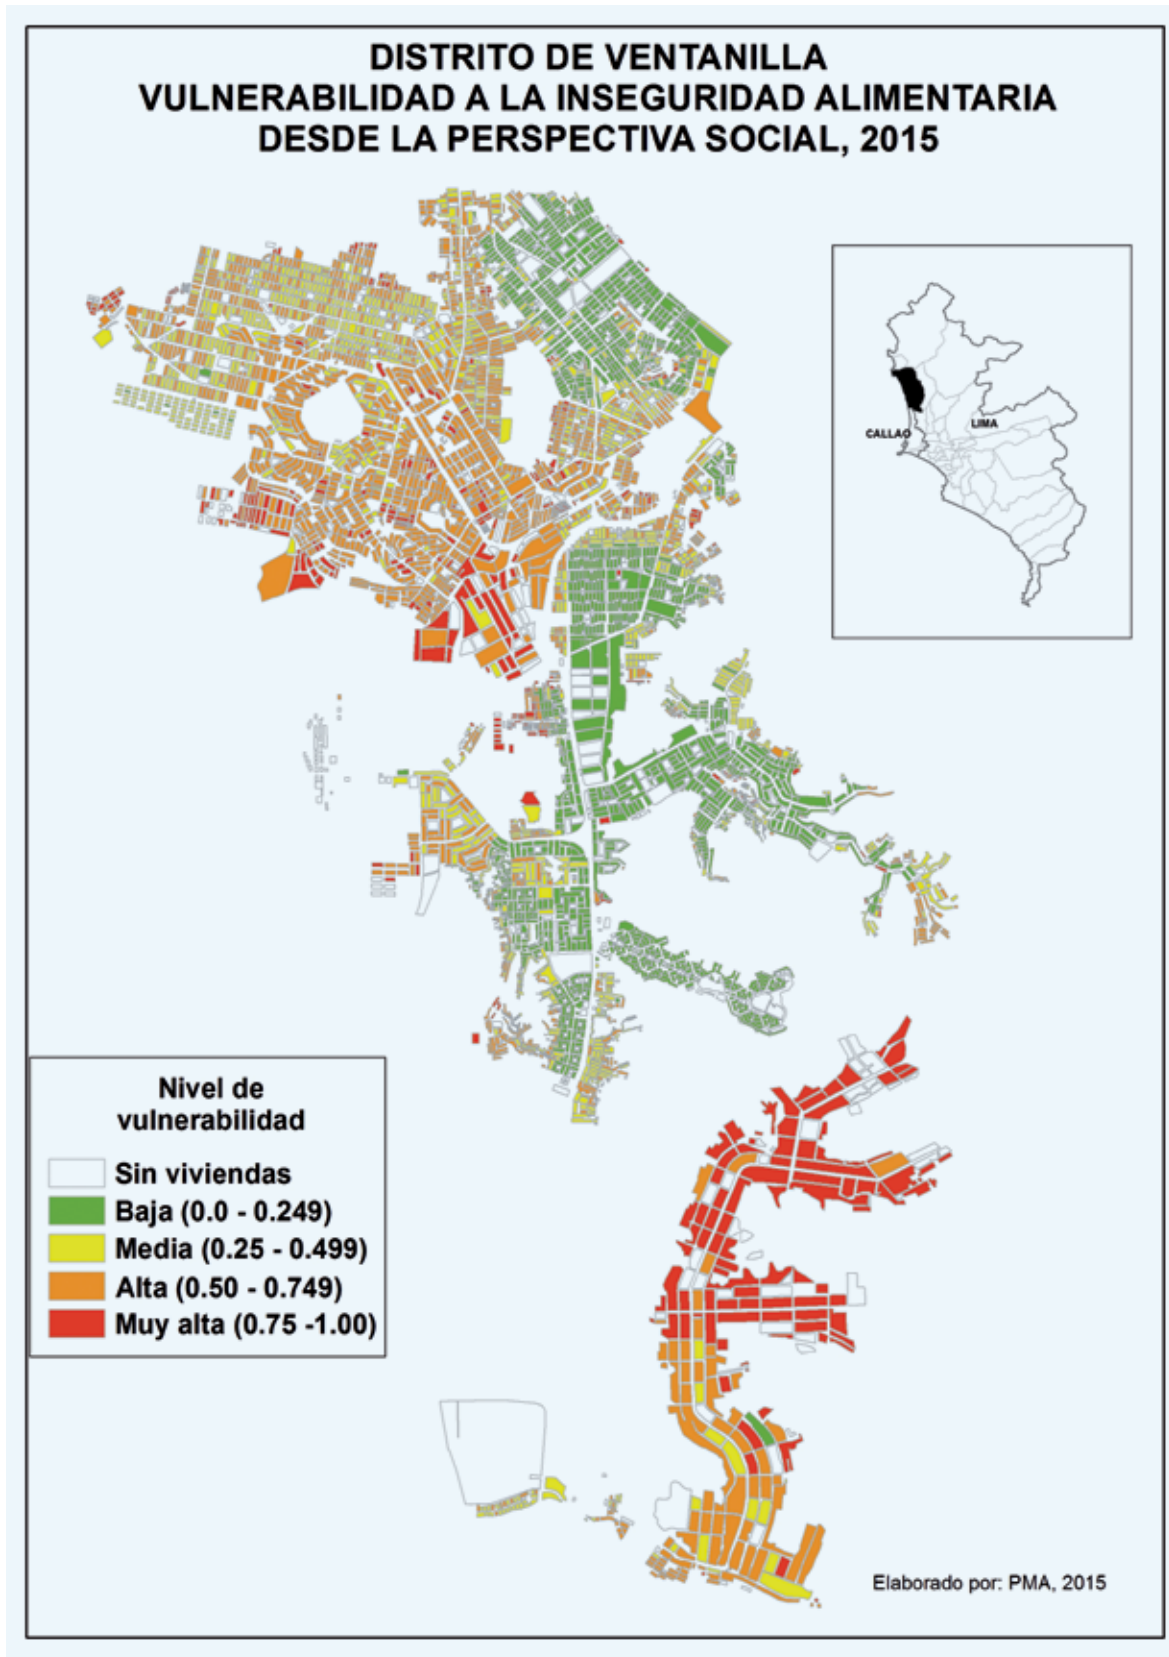 DISTRITO DE VENTANILLA
VULNERABILIDAD A LA INSEGURIDAD ALIMENTARIA
DESDE LA PERSPECTIVA SOCIAL, 2015
CALLAO
LIMA
Nivel de
vulnerabilidad
Sin viviendas
Baja (0.0 - 0.249)
Media (0.25 - 0.499)
Alta (0.50 - 0.749)
Muy alta (0.75 -1.00)
Elaborado por: PMA, 2015